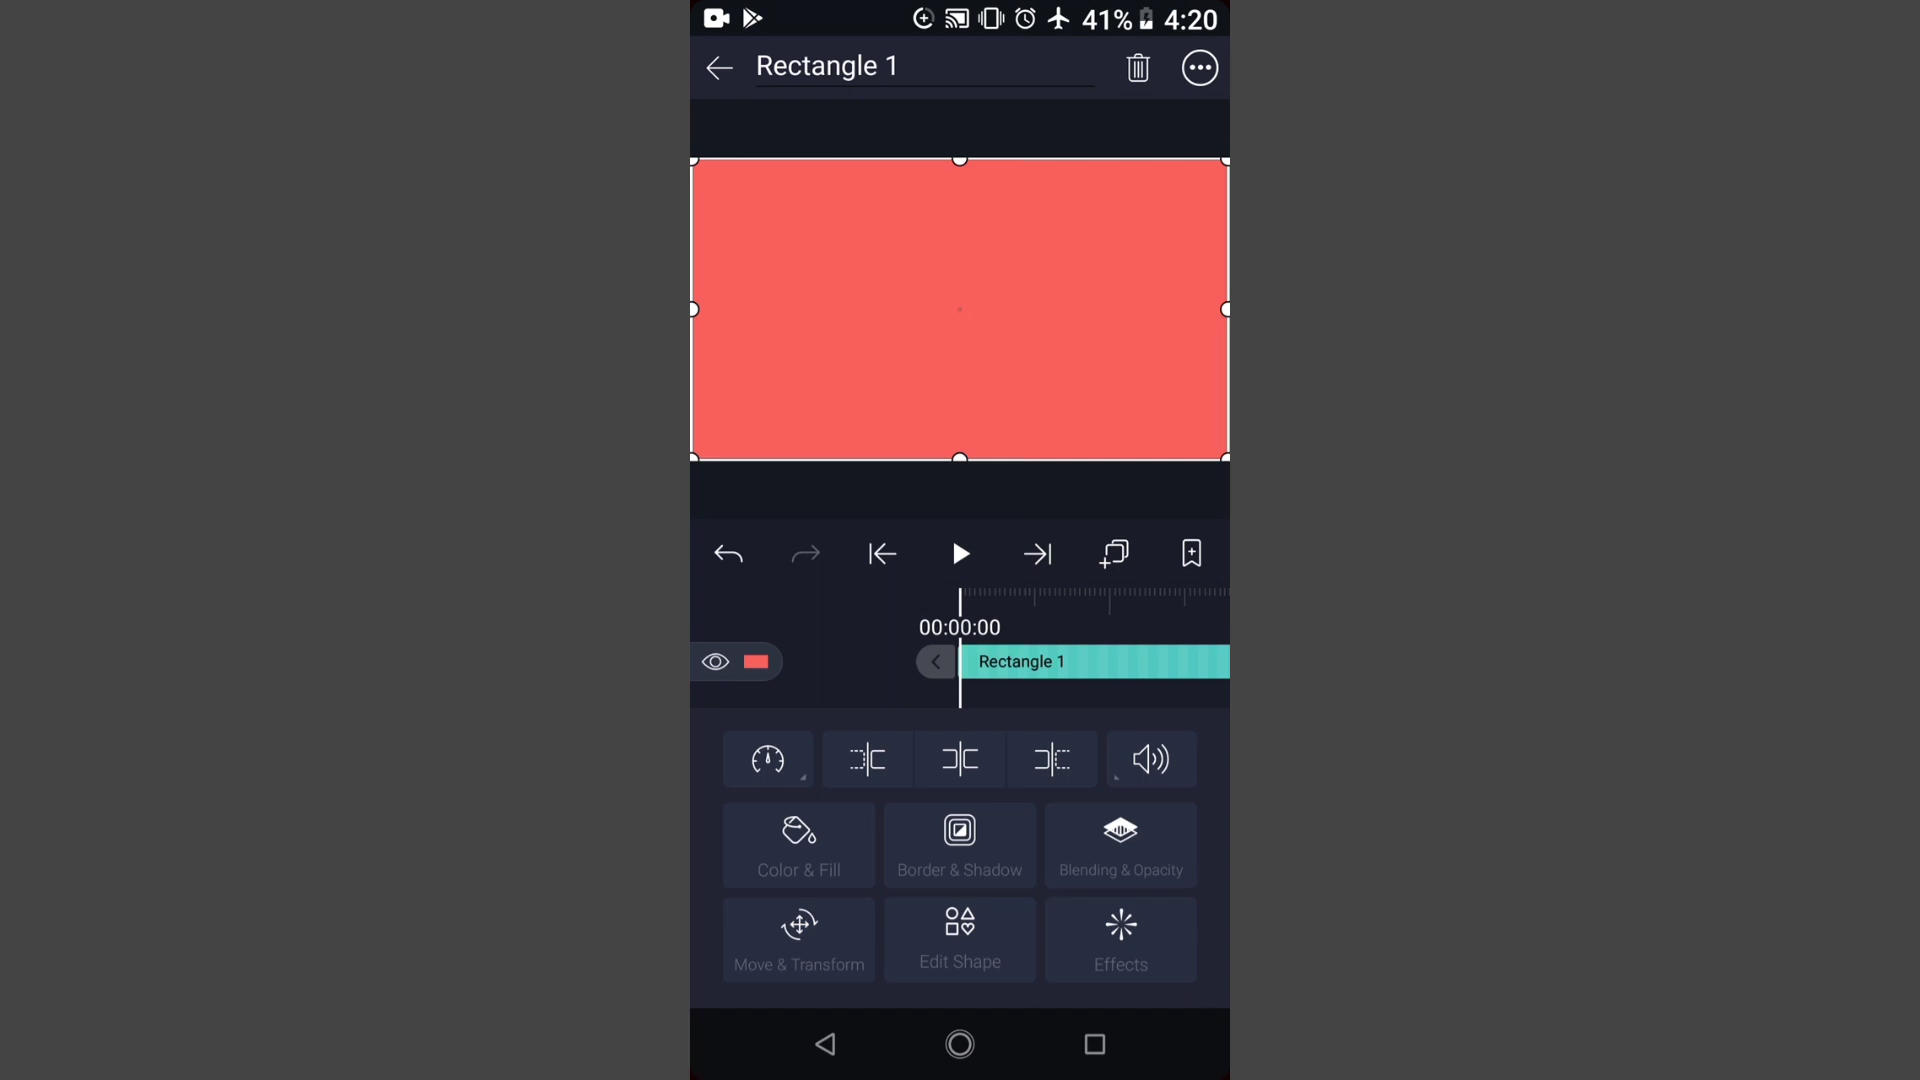 41% 4:20
Rectangle 1
00:00:00
Rectangle 1
Color & Fill
Border & Shadow
Blending & Opacity
Move & Transform
Edit Shape
Effects